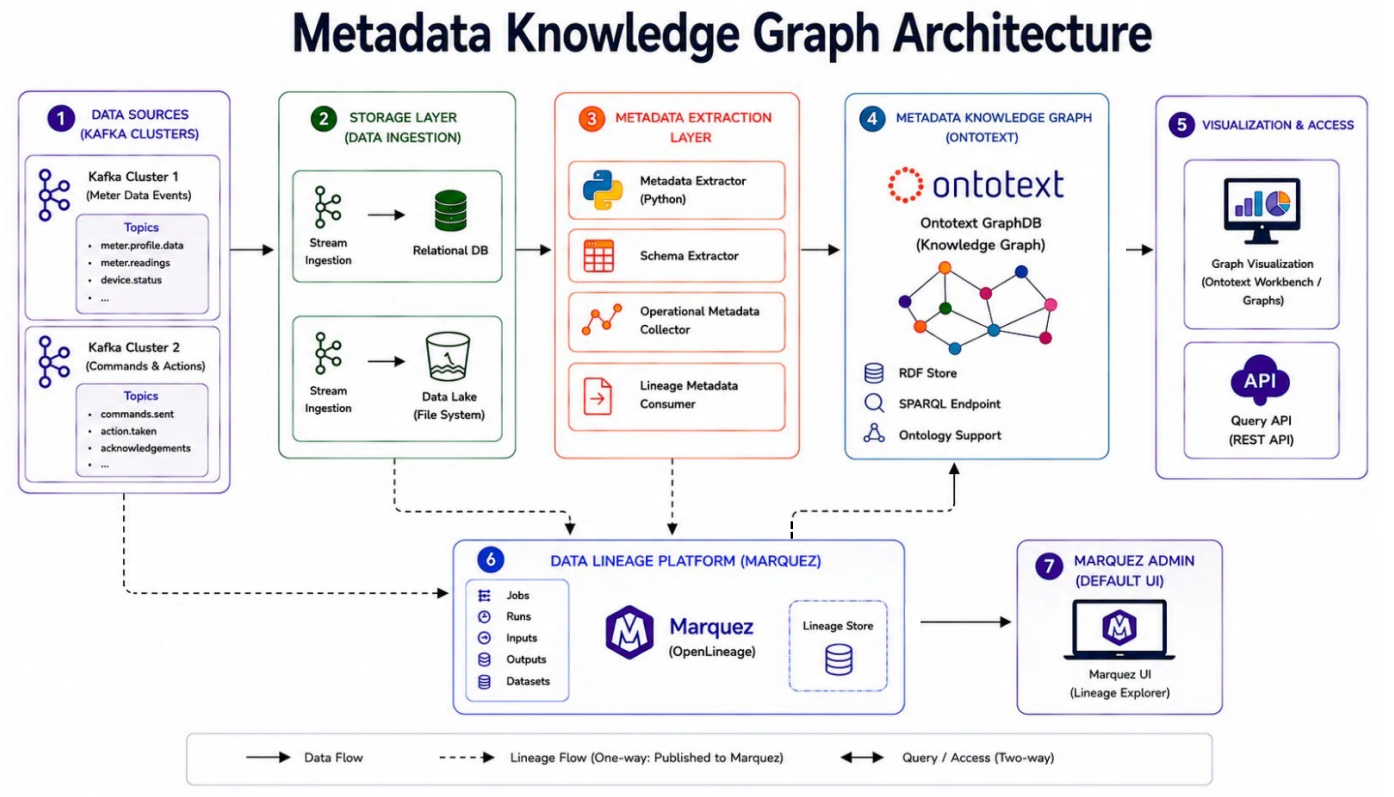 Metadata Knowledge Graph Architecture
1 DATA SOURCES
(KAFKA CLUSTERS)
Kafka Cluster 1
(Meter Data Events)
Topics
• meter.profile.data
• meter.readings
• device.status
• ...
Kafka Cluster 2
(Commands & Actions)
Topics
• commands.sent
• action.taken
• acknowledgements
• ...
2 STORAGE LAYER
(DATA INGESTION)
Stream
Ingestion
Relational DB
Stream
Ingestion
Data Lake
(File System)
3 METADATA EXTRACTION
LAYER
Metadata Extractor
(Python)
Schema Extractor
Operational Metadata
Collector
Lineage Metadata
Consumer
4 METADATA KNOWLEDGE GRAPH
(ONTOTEXT)
ontotext
Ontotext GraphDB
(Knowledge Graph)
RDF Store
SPARQL Endpoint
Ontology Support
5 VISUALIZATION & ACCESS
Graph Visualization
(Ontotext Workbench /
Graphs)
API
Query API
(REST API)
6 DATA LINEAGE PLATFORM (MARQUEZ)
Jobs
Runs
Inputs
Outputs
Datasets
Marquez
(OpenLineage)
Lineage Store
7 MARQUEZ ADMIN
(DEFAULT UI)
Marquez UI
(Lineage Explorer)
Data Flow
Lineage Flow (One-way: Published to Marquez)
Query / Access (Two-way)